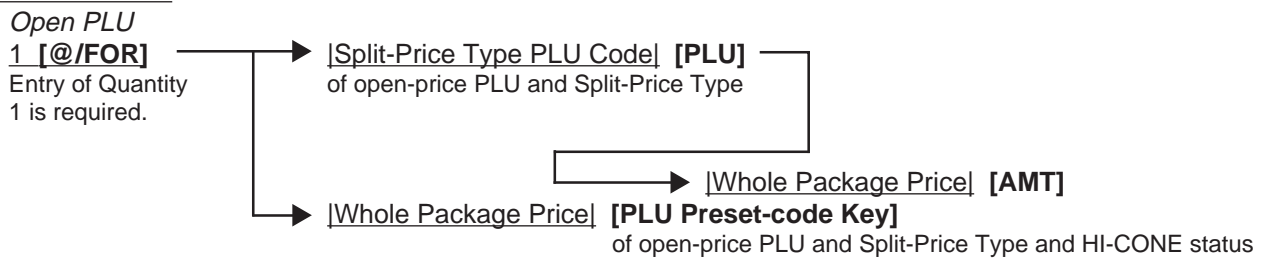 Open PLU
1 [@/FOR]
Entry of Quantity
1 is required.
|Split-Price Type PLU Code| [PLU]
of open-price PLU and Split-Price Type
|Whole Package Price| [AMT]
|Whole Package Price| [PLU Preset-code Key]
of open-price PLU and Split-Price Type and HI-CONE status